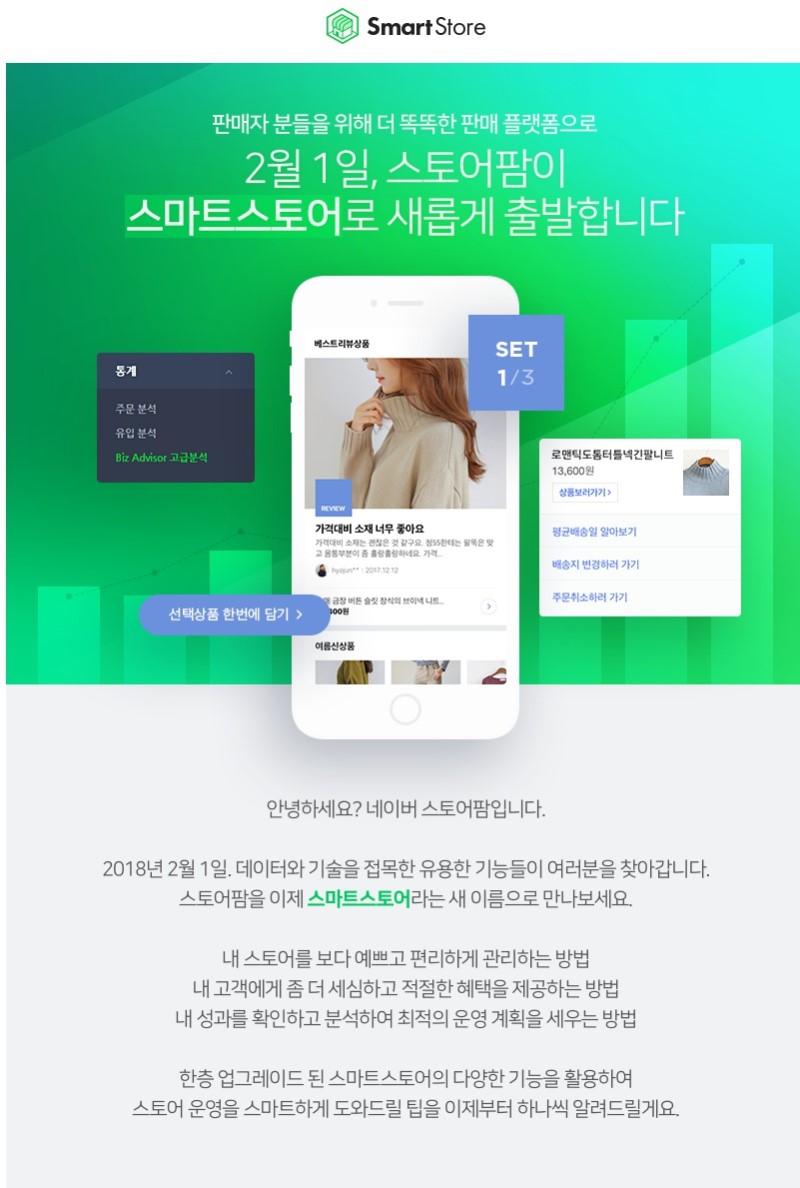 SmartStore
판매자 분들을 위해 더 똑똑한 판매 플랫폼으로
2월 1일, 스토어팜이
스마트스토어로 새롭게 출발합니다
베스트리뷰상품
SET
1/3
통계
주문 분석
유입 분석
Biz Advisor 고급분석
로맨틱도톰터틀넥긴팔니트
13,600원
상품보러가기 >
평균배송일 알아보기
배송지 변경하러 가기
주문취소하러 가기
REVIEW
가격대비 소재 너무 좋아요
가격대비 소재는 괜찮은 것 같구요. 정55한테는 팔뚝은 맞
고 몸통부분이 좀 흘랑흘랑하네요. 가격...
hyojun** : 2017.12.12
금장 버튼 슬릿 장식의 브이넥 니트...
00원
선택상품 한번에 담기 >
여름신상품
안녕하세요? 네이버 스토어팜입니다.
2018년 2월 1일. 데이터와 기술을 접목한 유용한 기능들이 여러분을 찾아갑니다.
스토어팜을 이제 스마트스토어라는 새 이름으로 만나보세요.
내 스토어를 보다 예쁘고 편리하게 관리하는 방법
내 고객에게 좀 더 세심하고 적절한 혜택을 제공하는 방법
내 성과를 확인하고 분석하여 최적의 운영 계획을 세우는 방법
한층 업그레이드 된 스마트스토어의 다양한 기능을 활용하여
스토어 운영을 스마트하게 도와드릴 팁을 이제부터 하나씩 알려드릴게요.